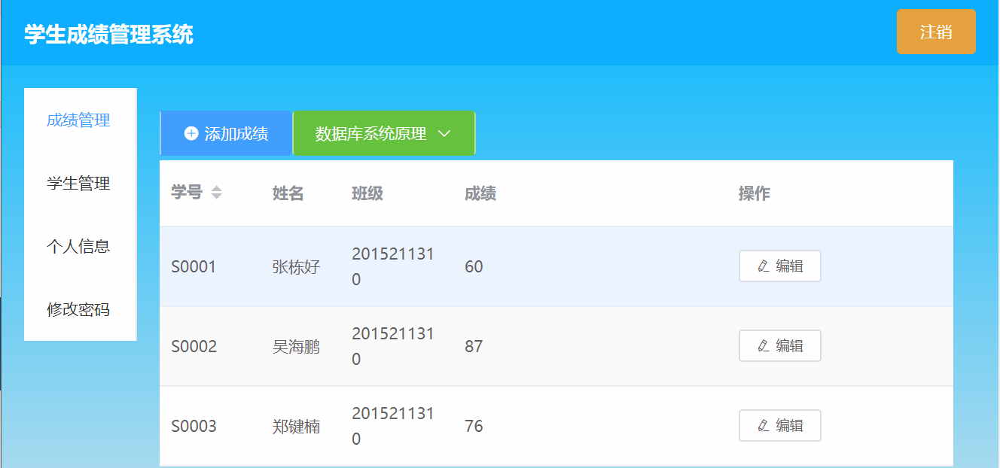 学生成绩管理系统
注销
成绩管理
学生管理
个人信息
修改密码
添加成绩
数据库系统原理
学号 姓名 班级 成绩 操作
S0001 张栋好 2015211310 60 编辑
S0002 吴海鹏 2015211310 87 编辑
S0003 郑键楠 2015211310 76 编辑